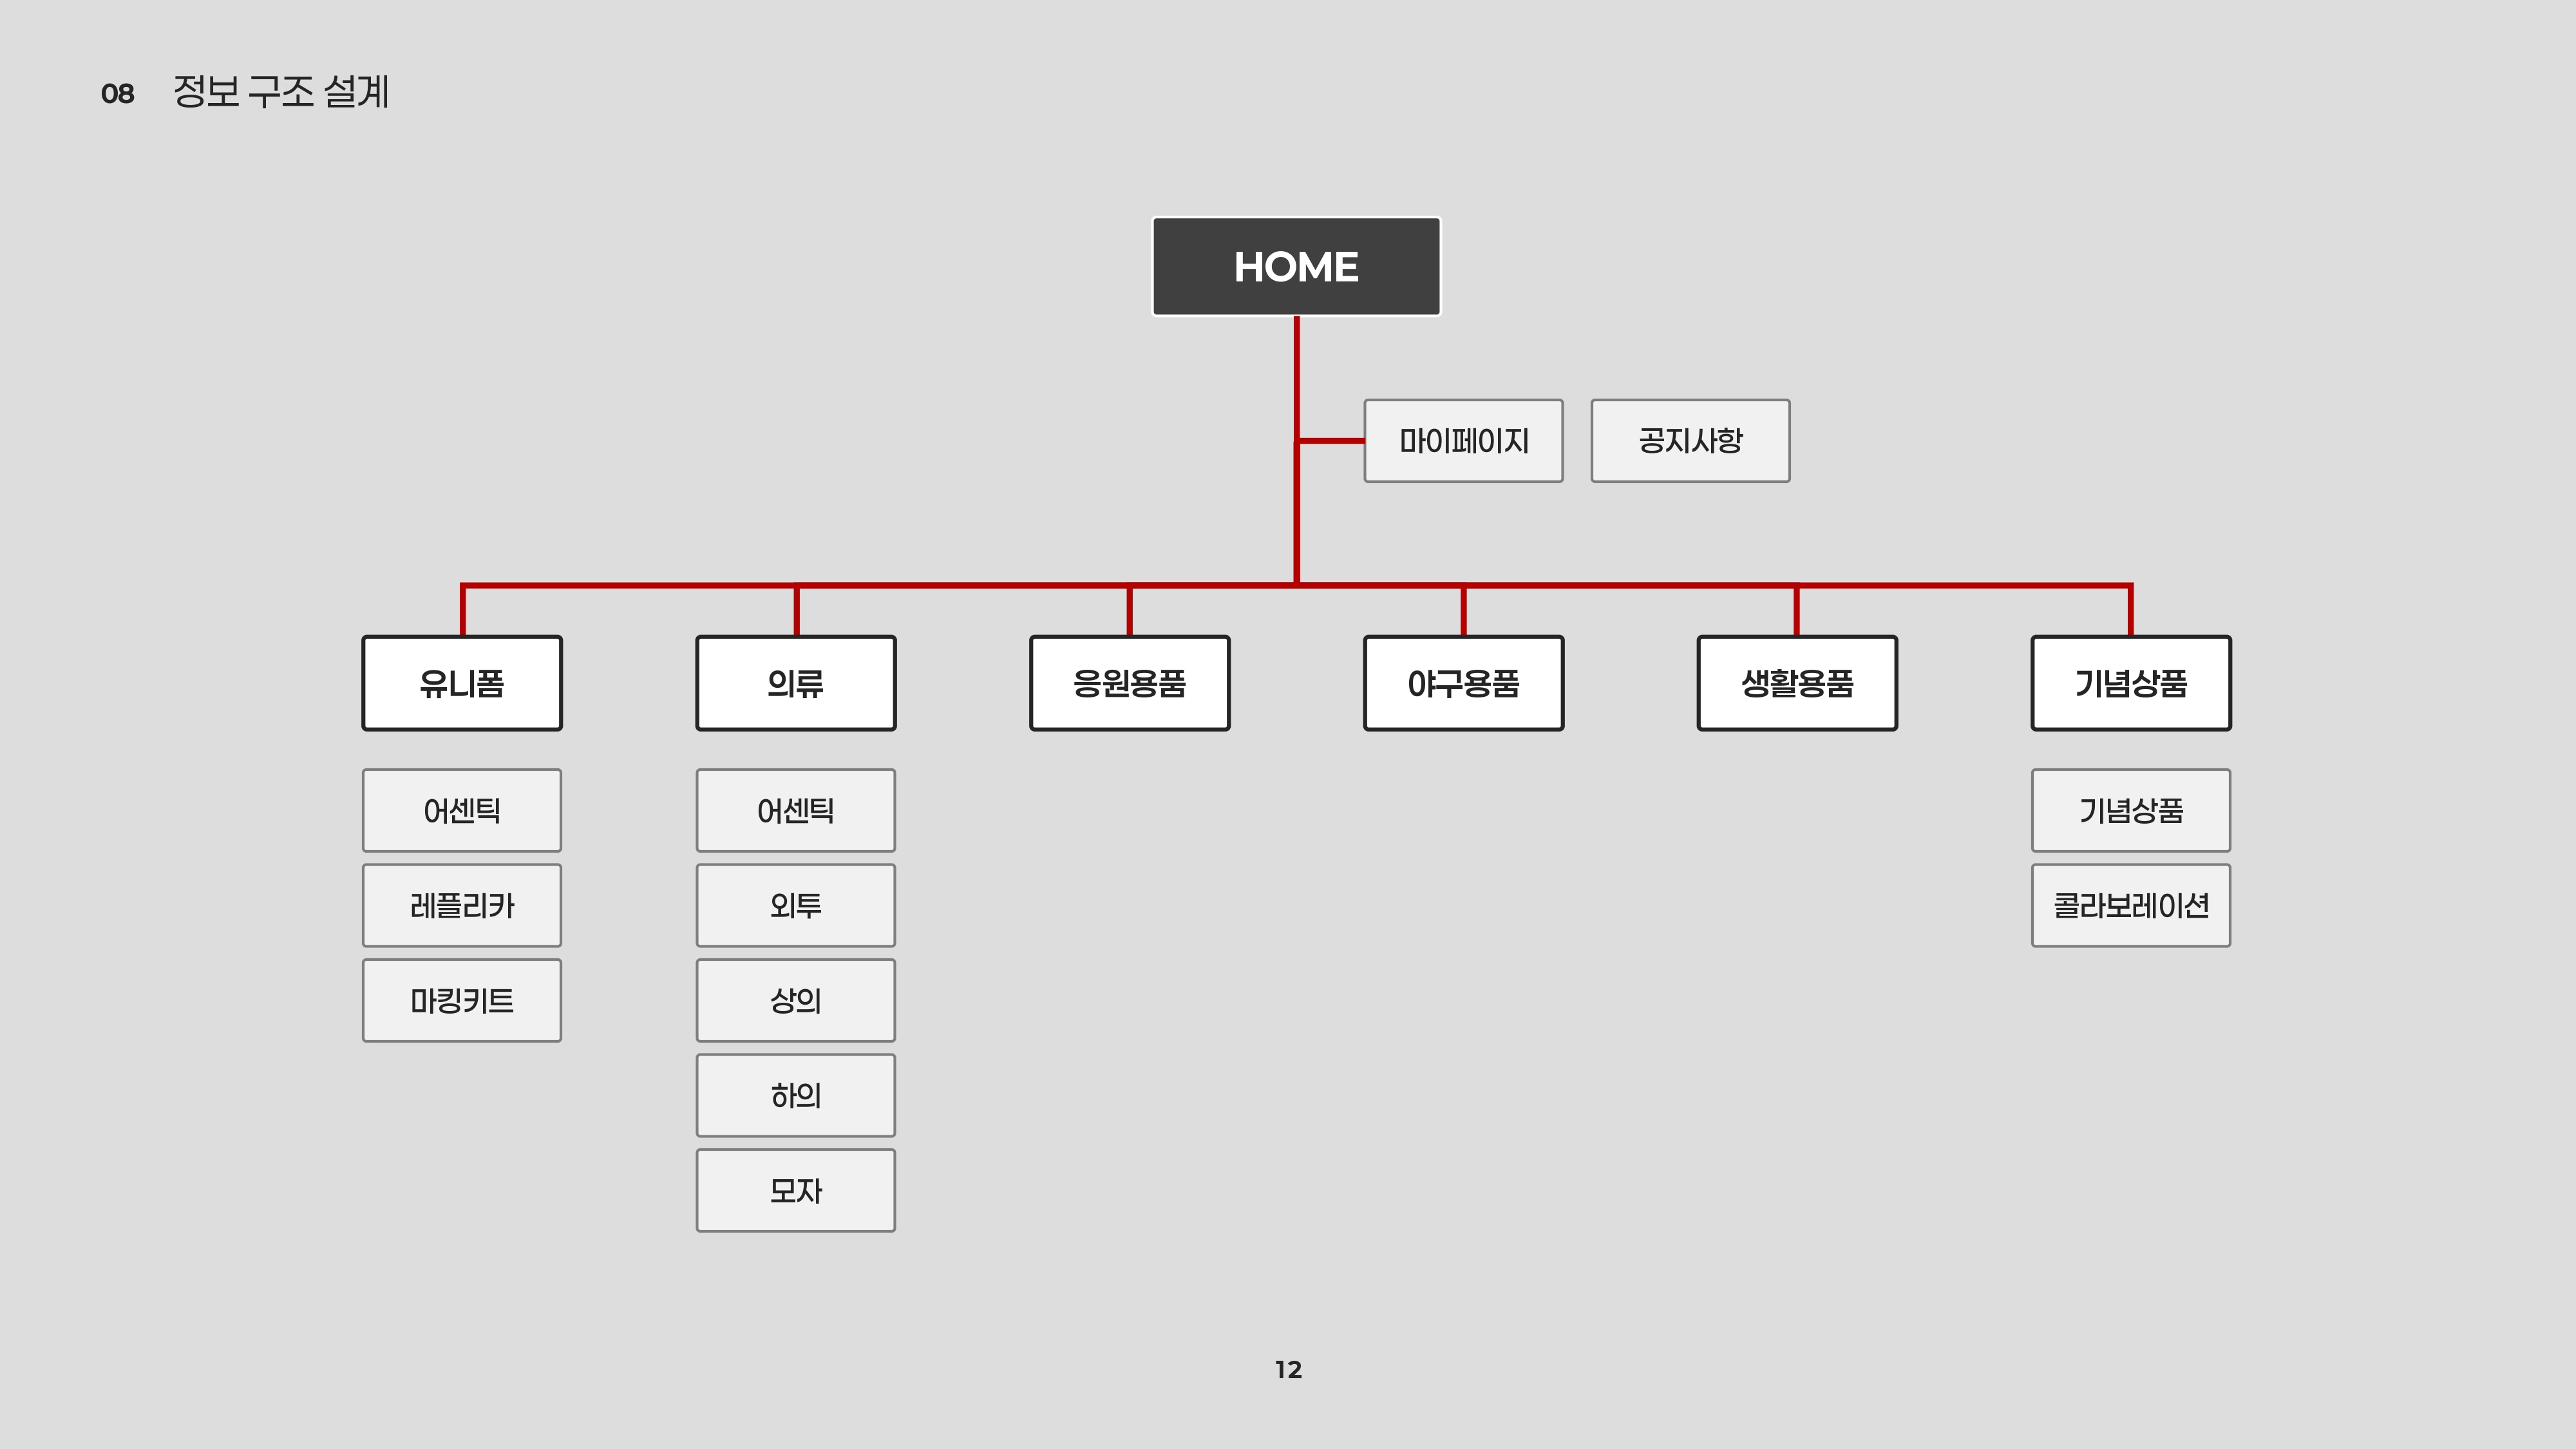 08 정보 구조 설계
HOME
마이페이지 공지사항
유니폼 의류 응원용품 야구용품 생활용품 기념상품
어센틱 어센틱 기념상품
레플리카 외투 콜라보레이션
마킹키트 상의
하의
모자
12